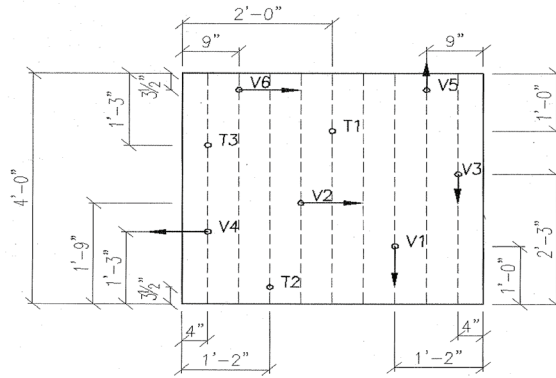 2'-0"
9"
9"
V6
V5
3½"
1'-3"
1'-0"
T1
T3
V3
4'-0"
V2
V4
V1
1'-9"
1'-3"
2'-3"
1'-0"
3½"
T2
4"
4"
1'-2"
1'-2"